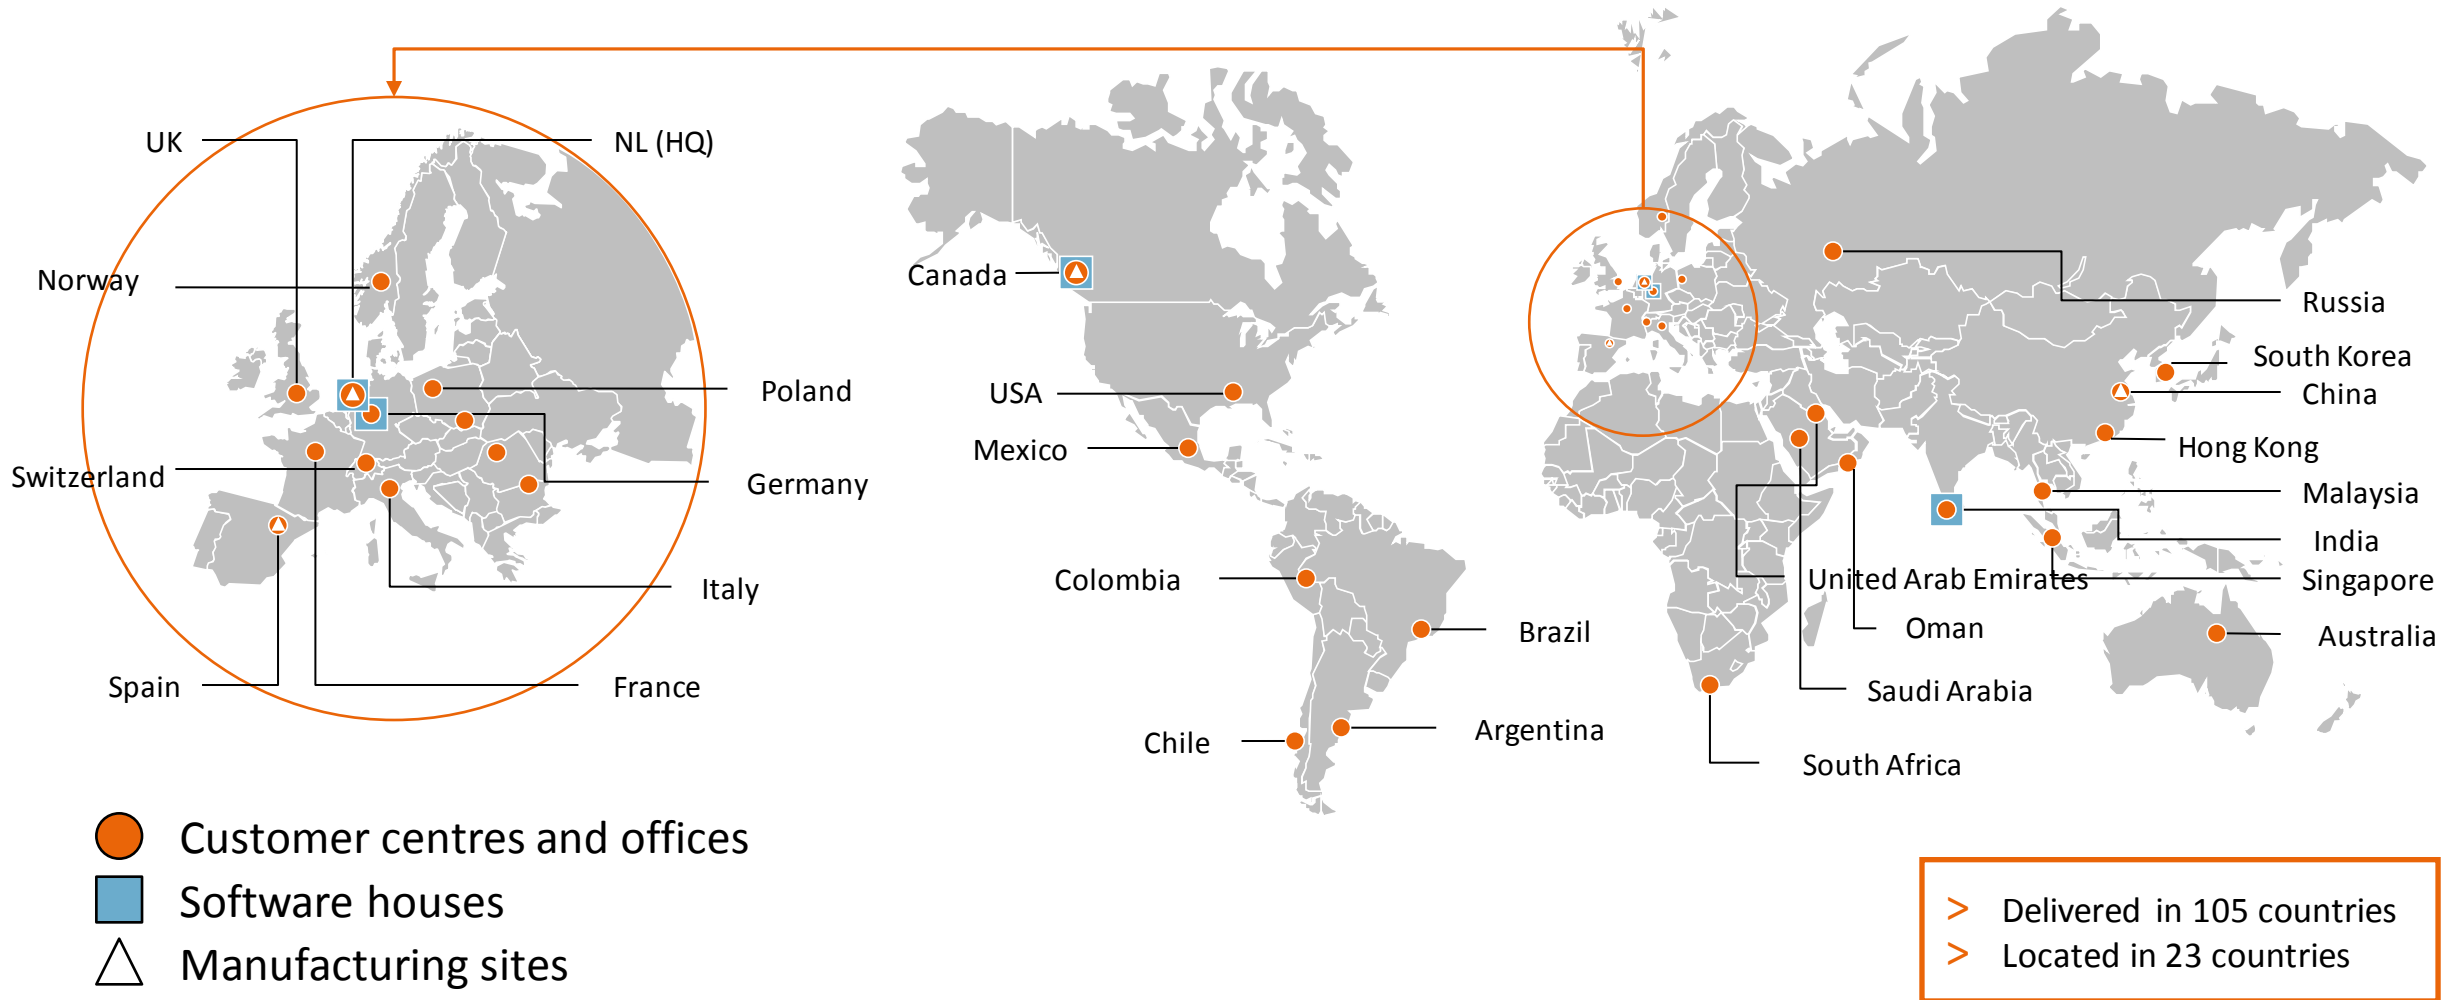 UK
NL (HQ)
Norway
Poland
Switzerland
Germany
Italy
Spain
France
Canada
USA
Mexico
Colombia
Brazil
Chile
Argentina
Russia
South Korea
China
Hong Kong
Malaysia
India
United Arab Emirates
Singapore
Oman
Australia
Saudi Arabia
South Africa
Customer centres and offices
Software houses
Manufacturing sites
> Delivered in 105 countries
> Located in 23 countries